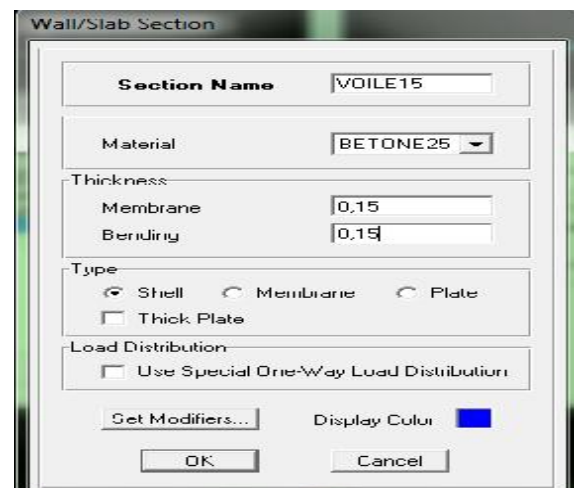 Wall/Slab Section
Section Name VOILE15
Material BETONE25
Thickness
Membrane 0,15
Bending 0,15
Type
Shell Membrane Plate
Thick Plate
Load Distribution
Use Special One-Way Load Distribution
Set Modifiers... Display Color
OK Cancel